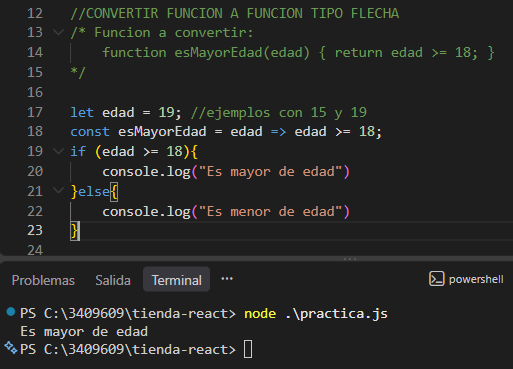 12 //CONVERTIR FUNCION A FUNCION TIPO FLECHA
13 /* Funcion a convertir:
14 function esMayorEdad(edad) { return edad >= 18; }
15 */
16
17 let edad = 19; //ejemplos con 15 y 19
18 const esMayorEdad = edad => edad >= 18;
19 if (edad >= 18){
20 console.log("Es mayor de edad")
21 }else{
22 console.log("Es menor de edad")
23 }
24
Problemas Salida Terminal ··· powershell
PS C:\3409609\tienda-react> node .\practica.js
Es mayor de edad
PS C:\3409609\tienda-react>